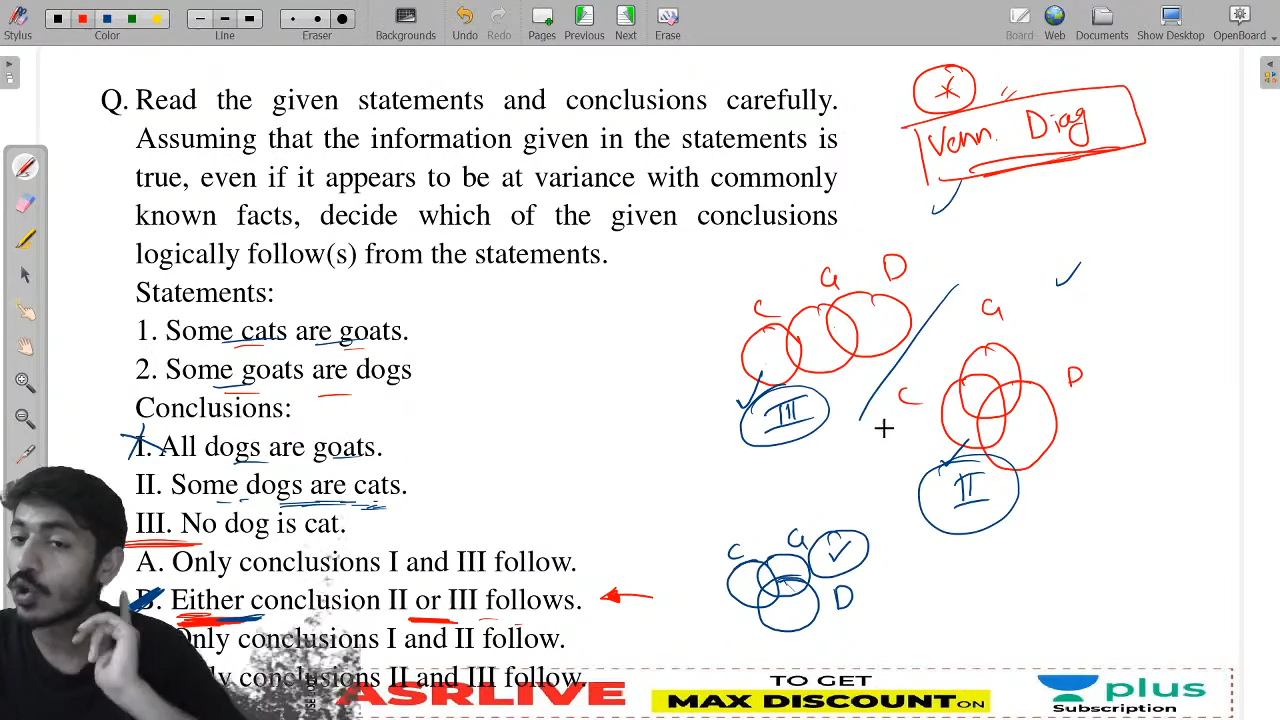 Stylus
Color
Line
Eraser
Backgrounds
Undo
Redo
Pages
Previous
Next
Erase
Board
Web
Documents
Show Desktop
OpenBoard
Q. Read the given statements and conclusions carefully.
Assuming that the information given in the statements is
true, even if it appears to be at variance with commonly
known facts, decide which of the given conclusions
logically follow(s) from the statements.
Statements:
1. Some cats are goats.
2. Some goats are dogs
Conclusions:
I. All dogs are goats.
II. Some dogs are cats.
III. No dog is cat.
A. Only conclusions I and III follow.
B. Either conclusion II or III follows.
Only conclusions I and II follow.
conclusions II and III follow.
Venn. Diag
C G D
III
G
C D
II
C G
D
ASRLIVE
TO GET
MAX DISCOUNT ON
plus
Subscription